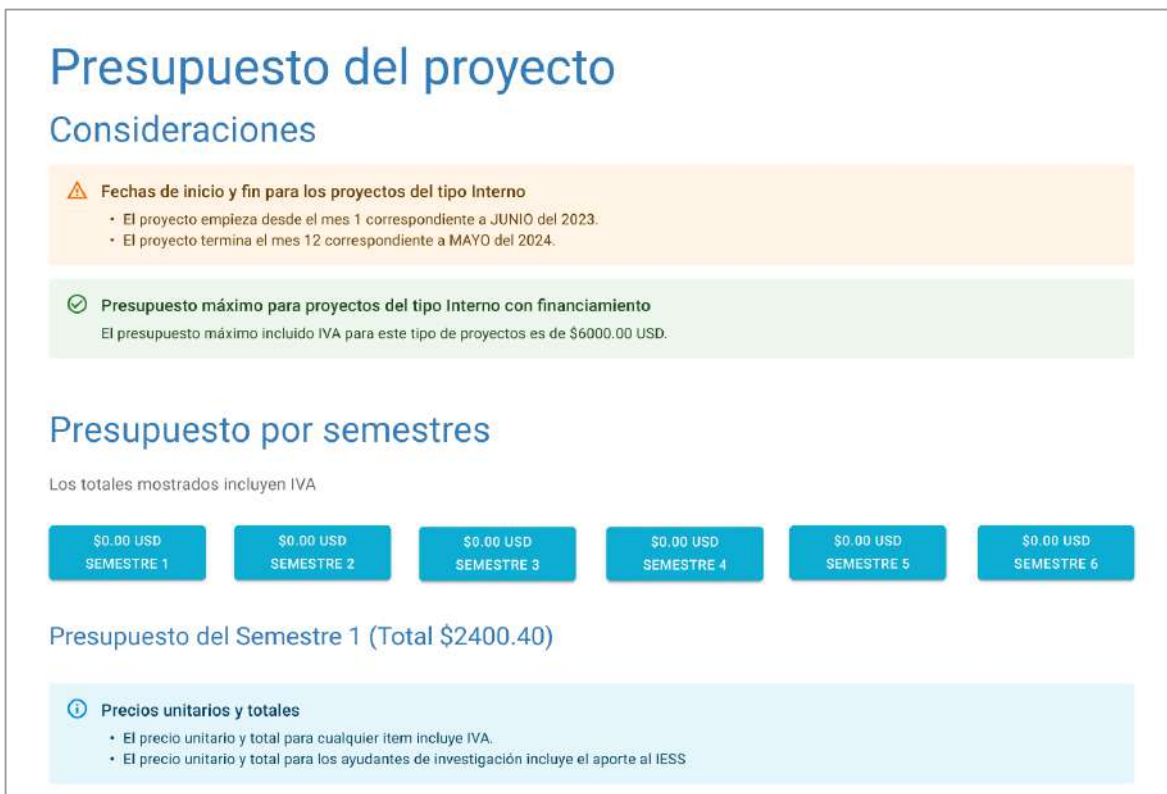 Presupuesto del proyecto
Consideraciones
Fechas de inicio y fin para los proyectos del tipo Interno
• El proyecto empieza desde el mes 1 correspondiente a JUNIO del 2023.
• El proyecto termina el mes 12 correspondiente a MAYO del 2024.
Presupuesto máximo para proyectos del tipo Interno con financiamiento
El presupuesto máximo incluido IVA para este tipo de proyectos es de $6000.00 USD.
Presupuesto por semestres
Los totales mostrados incluyen IVA
$0.00 USD $0.00 USD $0.00 USD $0.00 USD $0.00 USD $0.00 USD
SEMESTRE 1 SEMESTRE 2 SEMESTRE 3 SEMESTRE 4 SEMESTRE 5 SEMESTRE 6
Presupuesto del Semestre 1 (Total $2400.40)
Precios unitarios y totales
• El precio unitario y total para cualquier item incluye IVA.
• El precio unitario y total para los ayudantes de investigación incluye el aporte al IESS